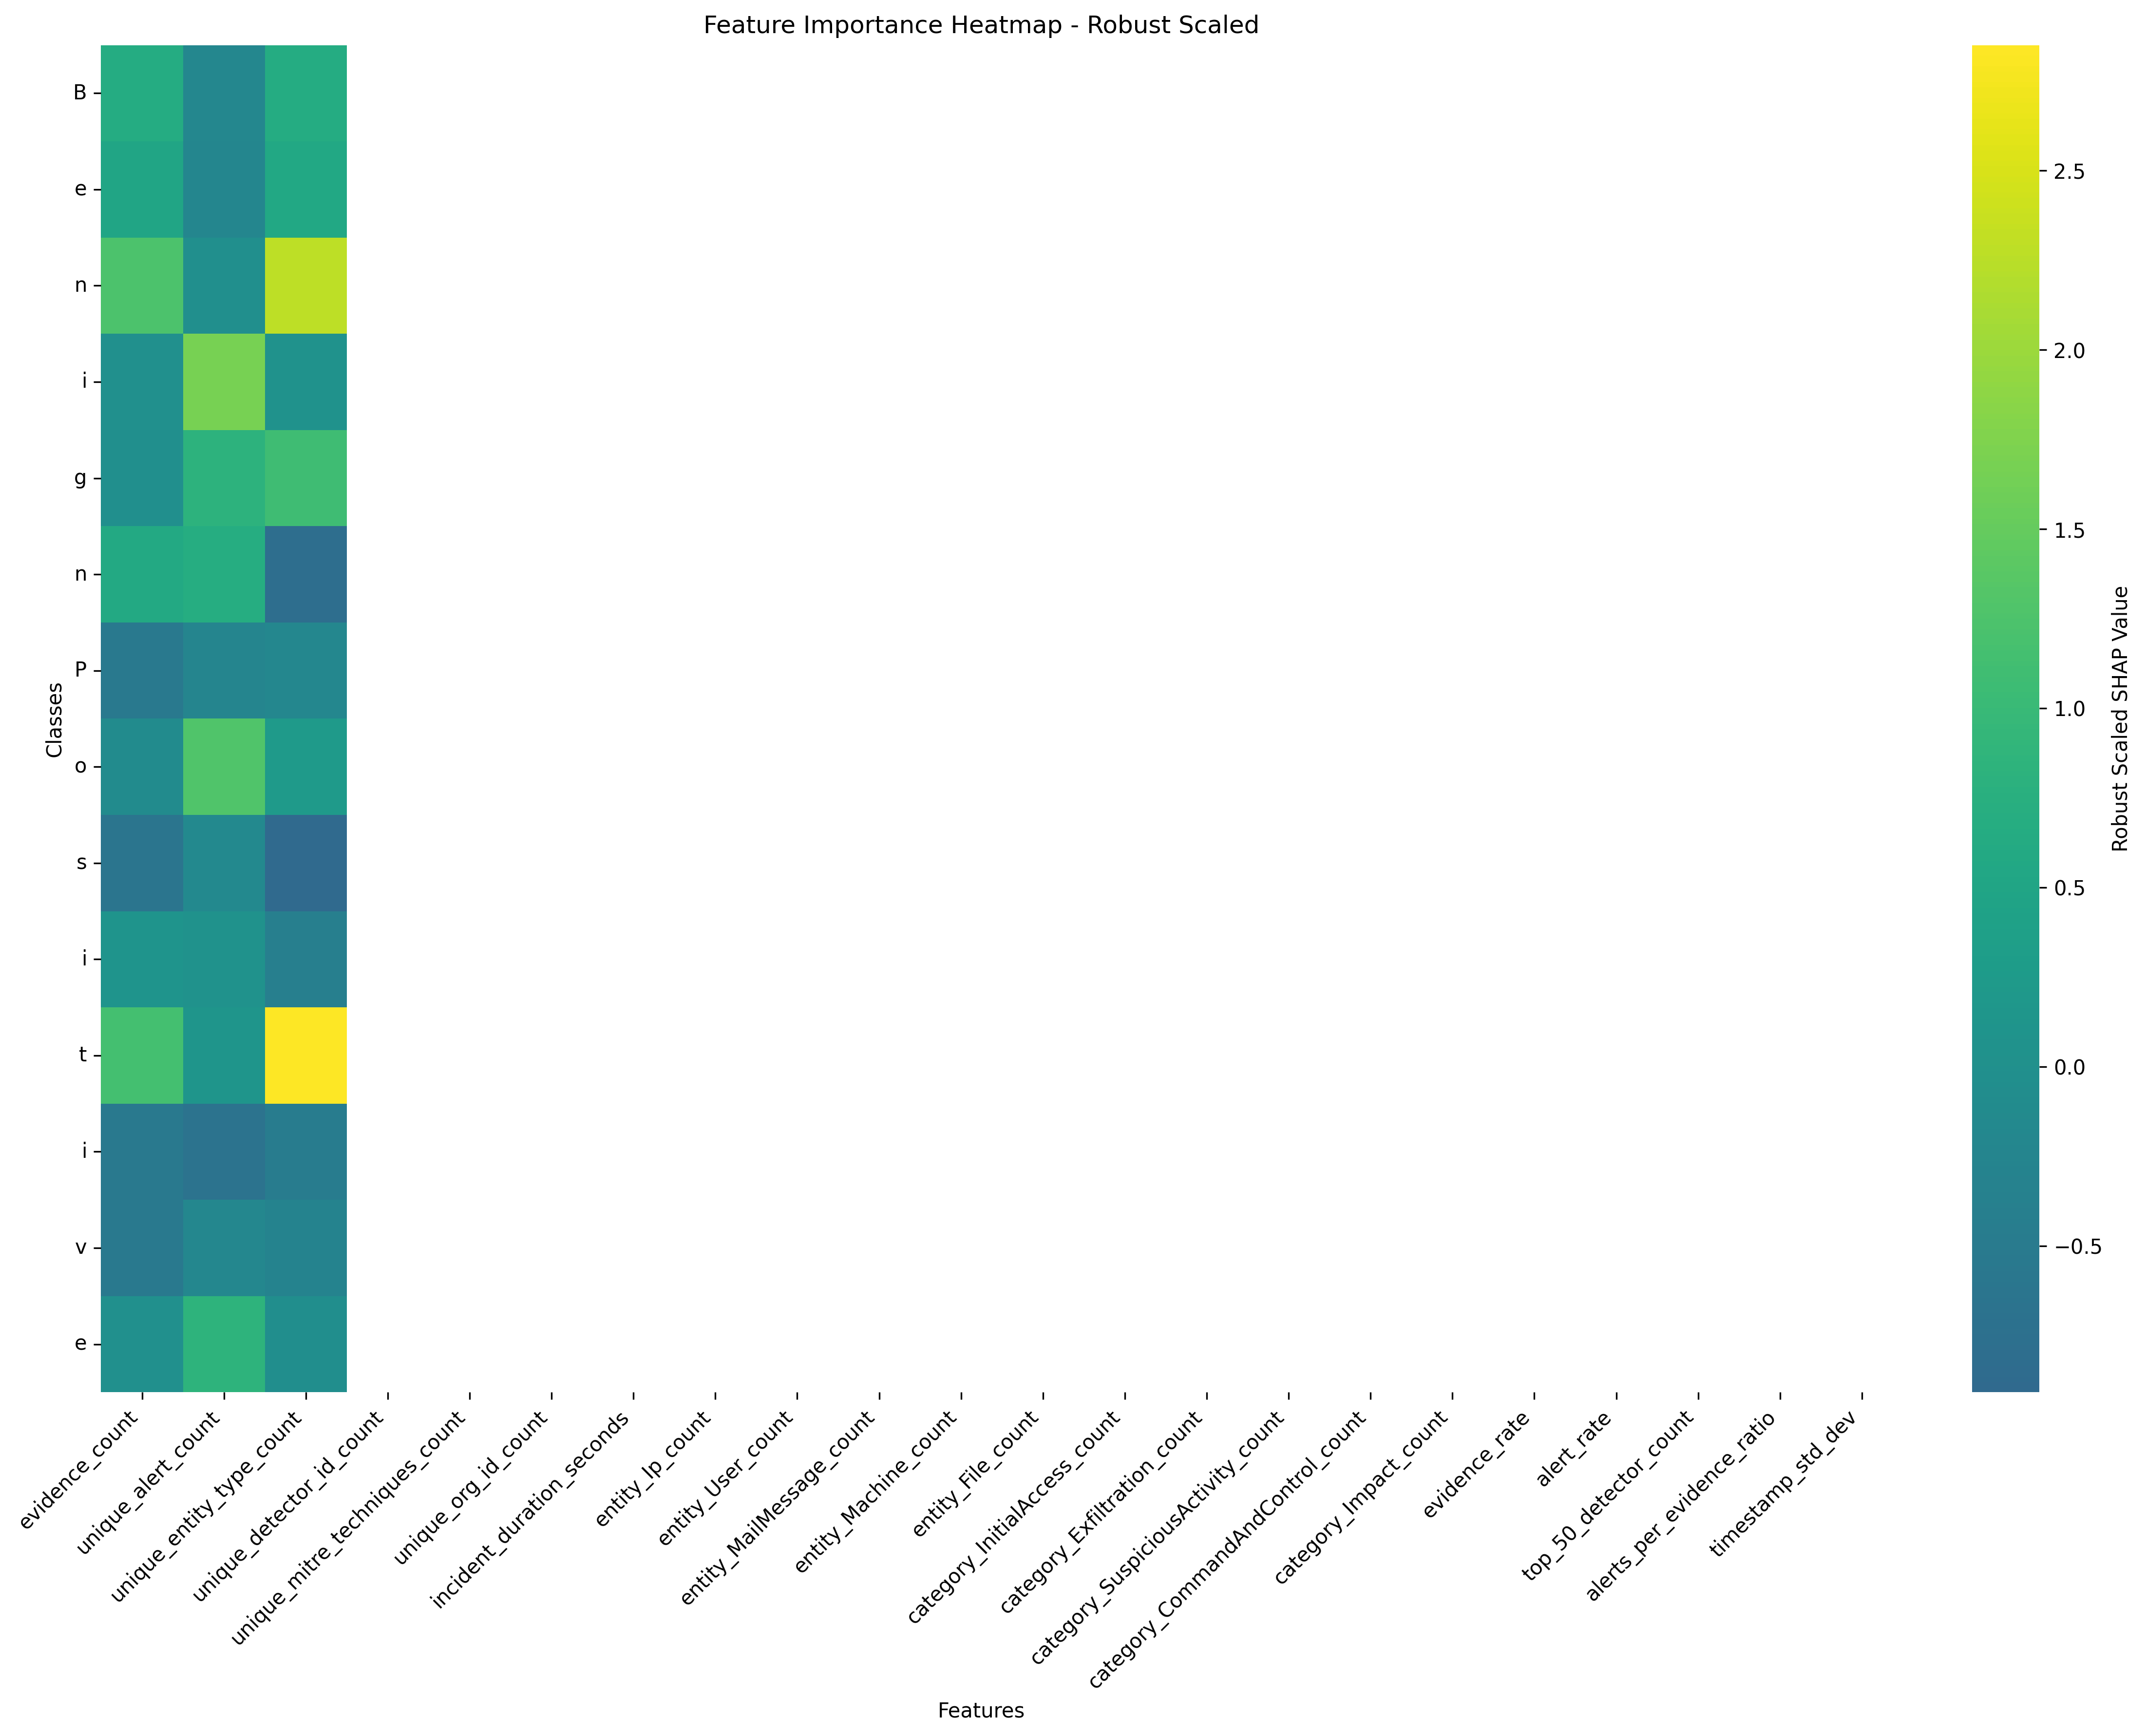 Feature Importance Heatmap - Robust Scaled
Classes
B
e
n
i
g
n
P
o
s
i
t
i
v
e
evidence_count
unique_alert_count
unique_entity_type_count
unique_detector_id_count
unique_mitre_techniques_count
unique_org_id_count
incident_duration_seconds
entity_Ip_count
entity_User_count
entity_MailMessage_count
entity_Machine_count
entity_File_count
category_InitialAccess_count
category_Exfiltration_count
category_SuspiciousActivity_count
category_CommandAndControl_count
category_Impact_count
evidence_rate
alert_rate
top_50_detector_count
alerts_per_evidence_ratio
timestamp_std_dev
Features
2.5
2.0
1.5
1.0
0.5
0.0
−0.5
Robust Scaled SHAP Value